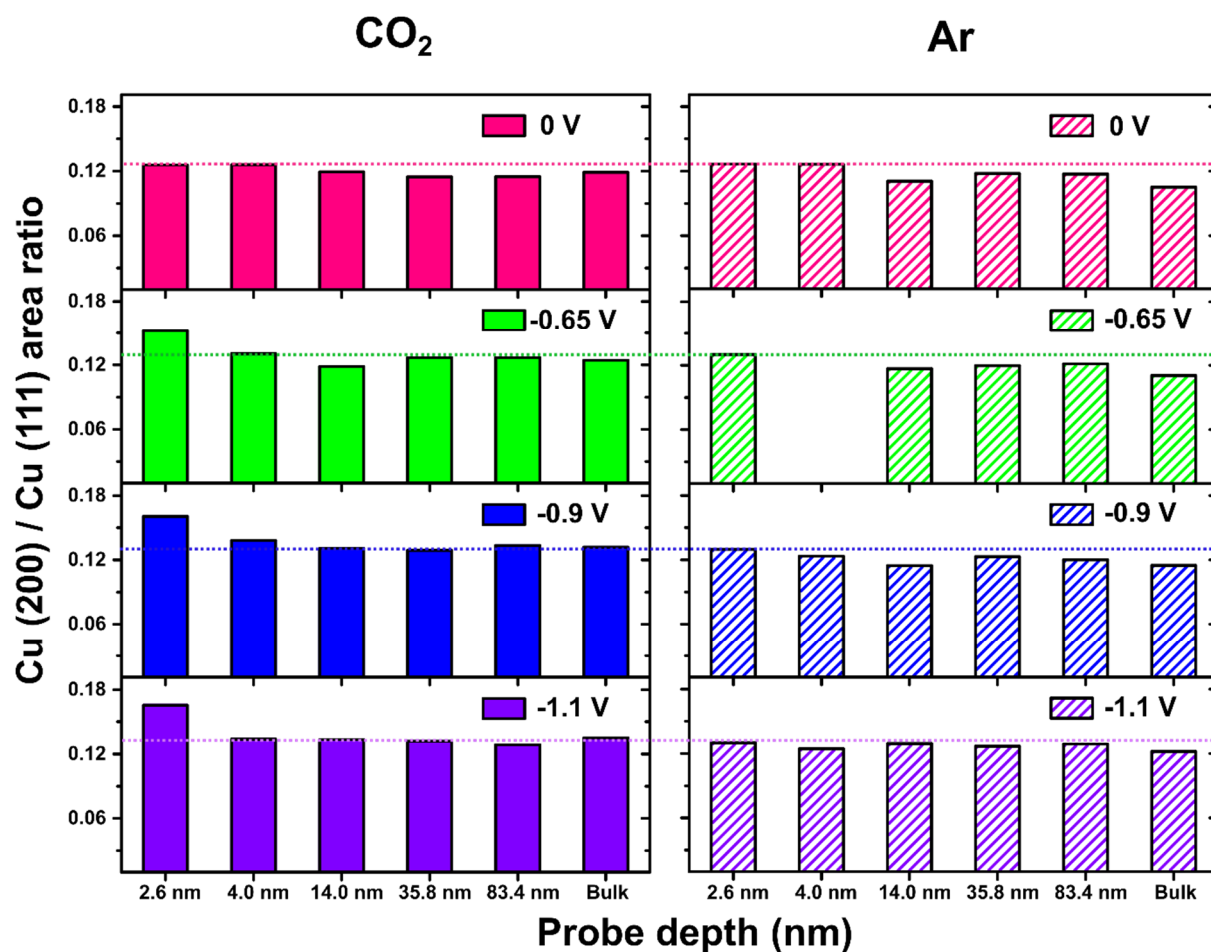 CO₂ Ar
Cu (200) / Cu (111) area ratio
0.18
0.12
0.06
0 V
0 V
0.18
0.12
0.06
-0.65 V
-0.65 V
0.18
0.12
0.06
-0.9 V
-0.9 V
0.18
0.12
0.06
-1.1 V
-1.1 V
2.6 nm 4.0 nm 14.0 nm 35.8 nm 83.4 nm Bulk 2.6 nm 4.0 nm 14.0 nm 35.8 nm 83.4 nm Bulk
Probe depth (nm)